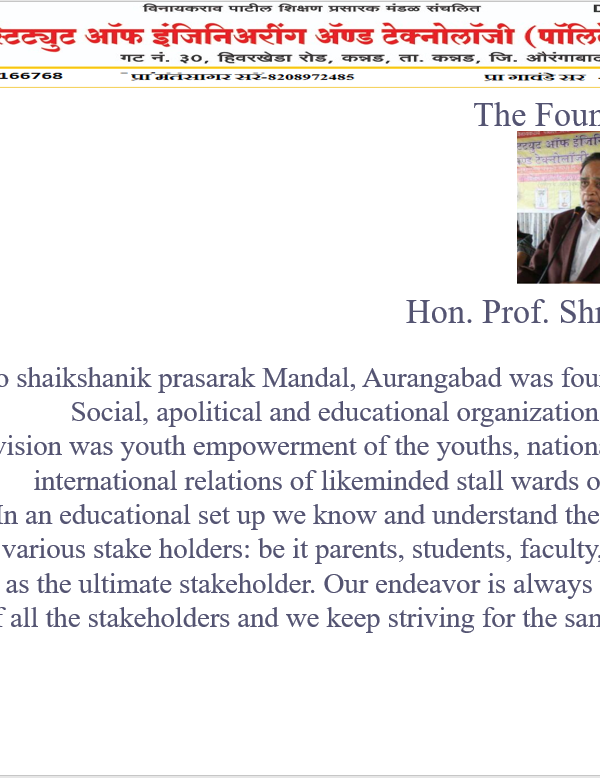 विनायकराव पाटील शिक्षण प्रसारक मंडळ संचलित
स्टिट्युट ऑफ इंजिनिअरींग ॲण्ड टेक्नोलॉजी (पॉलि
गट नं. ३०, हिवरखेडा रोड, कन्नड, ता. कन्नड, जि. औरंगाबाद
166768 प्रा मतसागर सर-8208972485 प्रा गावंडे सर
The Foun
Hon. Prof. Shr
o shaikshanik prasarak Mandal, Aurangabad was fou
Social, apolitical and educational organization
vision was youth empowerment of the youths, nationa
international relations of likeminded stall wards o
In an educational set up we know and understand the
various stake holders: be it parents, students, faculty,
as the ultimate stakeholder. Our endeavor is always
f all the stakeholders and we keep striving for the sam